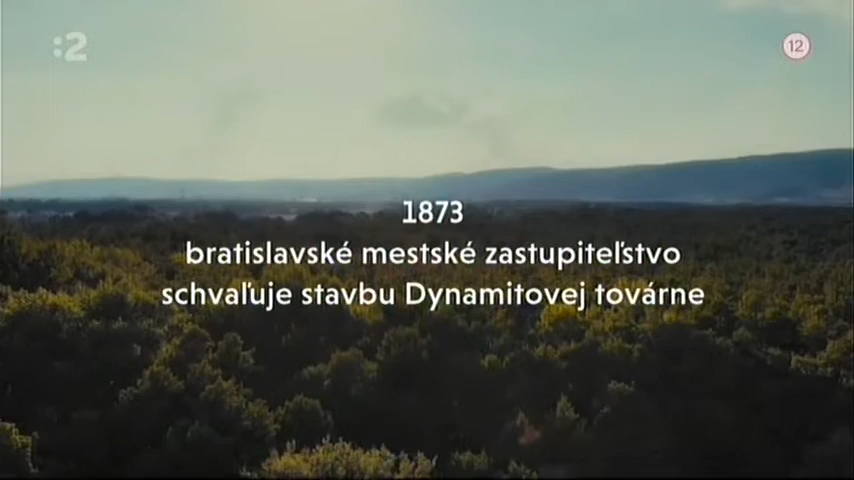 :2
12
1873
bratislavské mestské zastupiteľstvo
schvaľuje stavbu Dynamitovej továrne